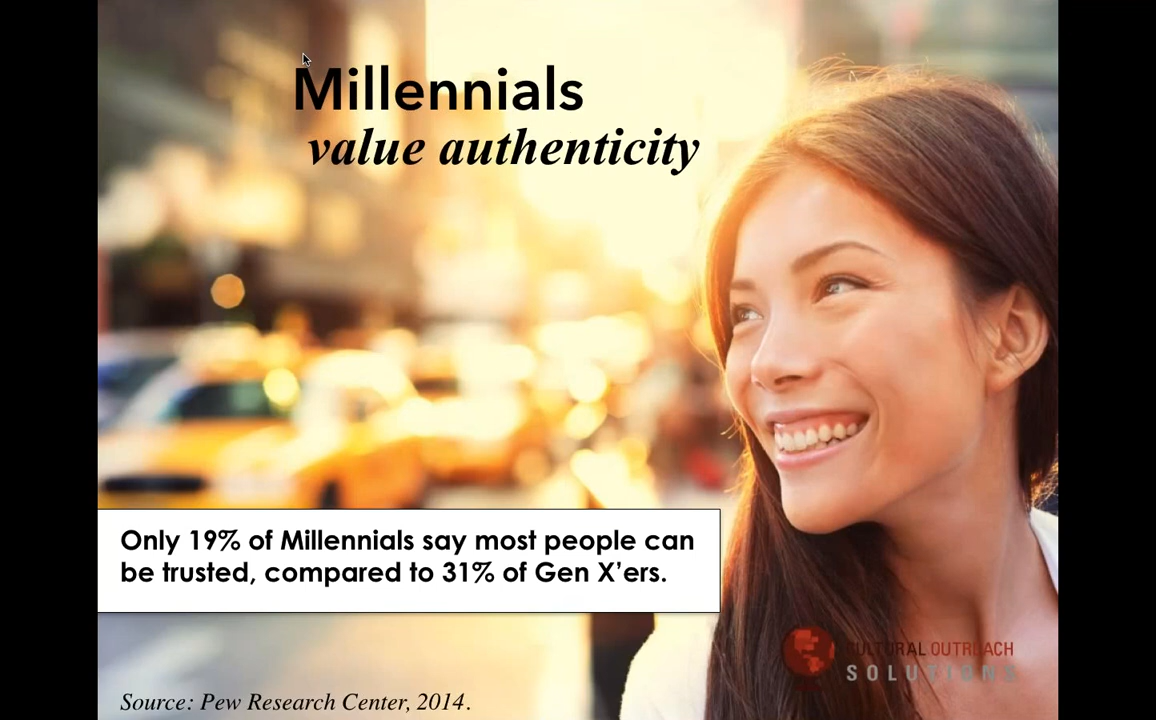 Millennials
value authenticity
Only 19% of Millennials say most people can
be trusted, compared to 31% of Gen X’ers.
CULTURAL OUTREACH
SOLUTIONS
Source: Pew Research Center, 2014.